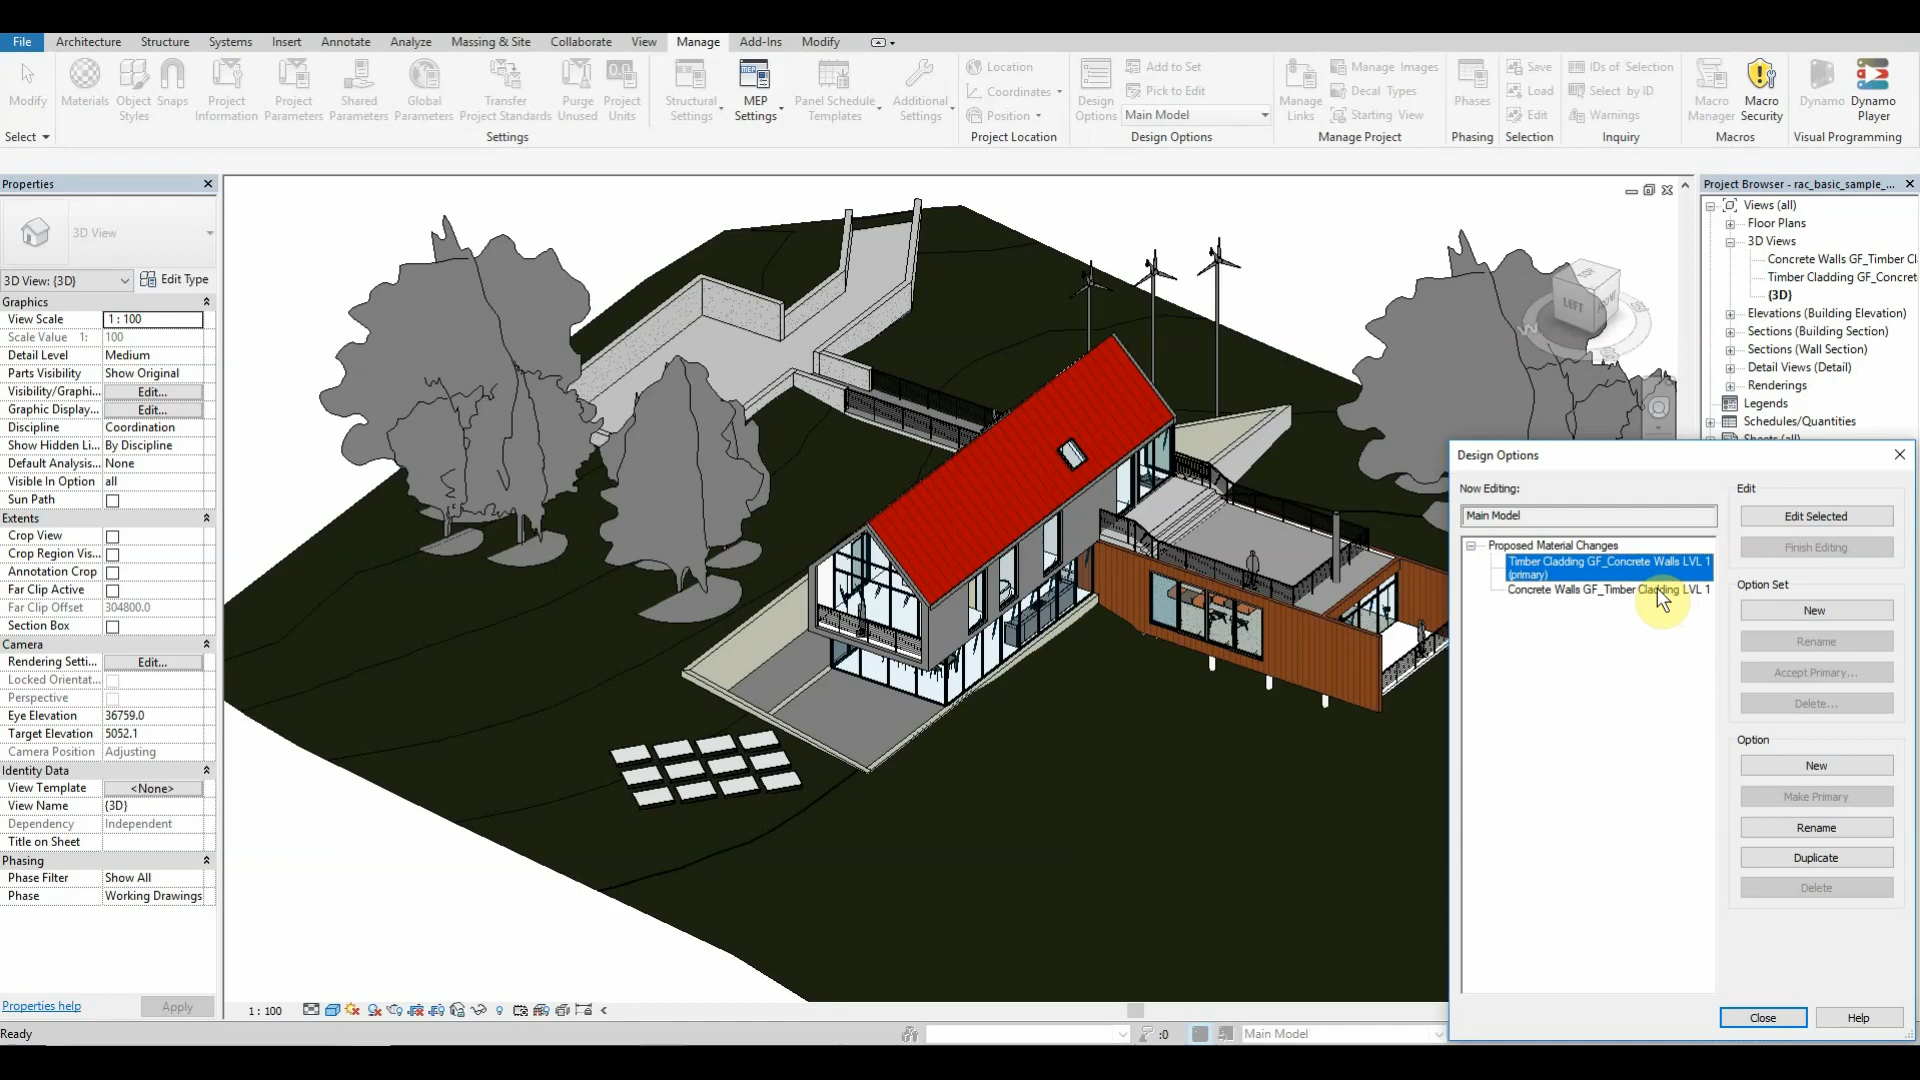 File Architecture Structure Systems Insert Annotate Analyze Massing & Site Collaborate View Manage Add-Ins Modify
Modify
Select
Materials Object Styles Snaps Project Information Project Parameters Shared Parameters Global Parameters Transfer Project Standards Purge Unused Project Units
Structural Settings MEP Settings Panel Schedule Templates Additional Settings
Settings
Location
Coordinates
Position
Project Location
Design Options
Add to Set
Pick to Edit
Main Model
Design Options
Manage Links
Manage Images
Decal Types
Starting View
Manage Project
Phases
Phasing
Save
Load
Edit
Selection
IDs of Selection
Select by ID
Warnings
Inquiry
Macro Manager Macro Security
Macros
Dynamo Dynamo Player
Visual Programming
Properties
3D View
3D View: {3D} Edit Type
Graphics
View Scale 1 : 100
Scale Value 1: 100
Detail Level Medium
Parts Visibility Show Original
Visibility/Graphi... Edit...
Graphic Display... Edit...
Discipline Coordination
Show Hidden Li... By Discipline
Default Analysis... None
Visible In Option all
Sun Path
Extents
Crop View
Crop Region Vis...
Annotation Crop
Far Clip Active
Far Clip Offset 304800.0
Section Box
Camera
Rendering Setti... Edit...
Locked Orientat...
Perspective
Eye Elevation 36759.0
Target Elevation 5052.1
Camera Position Adjusting
Identity Data
View Template <None>
View Name {3D}
Dependency Independent
Title on Sheet
Phasing
Phase Filter Show All
Phase Working Drawings
Properties help Apply
Ready
LEFT
FRONT
W
1 : 100
:0 Main Model
Project Browser - rac_basic_sample_...
Views (all)
Floor Plans
3D Views
Concrete Walls GF_Timber Cl
Timber Cladding GF_Concret
{3D}
Elevations (Building Elevation)
Sections (Building Section)
Sections (Wall Section)
Detail Views (Detail)
Renderings
Legends
Schedules/Quantities
Sheets (all)
Design Options
Now Editing:
Main Model
Proposed Material Changes
Timber Cladding GF_Concrete Walls LVL 1
(primary)
Concrete Walls GF_Timber Cladding LVL 1
Edit
Edit Selected
Finish Editing
Option Set
New
Rename
Accept Primary...
Delete...
Option
New
Make Primary
Rename
Duplicate
Delete
Close Help